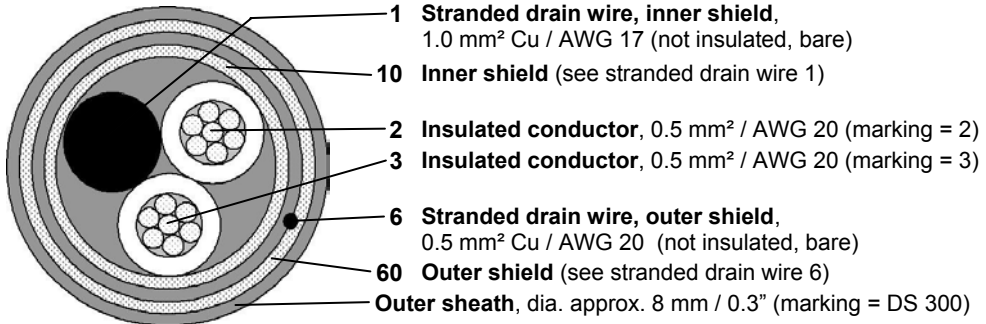 1 Stranded drain wire, inner shield,
1.0 mm² Cu / AWG 17 (not insulated, bare)
10 Inner shield (see stranded drain wire 1)
2 Insulated conductor, 0.5 mm² / AWG 20 (marking = 2)
3 Insulated conductor, 0.5 mm² / AWG 20 (marking = 3)
6 Stranded drain wire, outer shield,
0.5 mm² Cu / AWG 20 (not insulated, bare)
60 Outer shield (see stranded drain wire 6)
Outer sheath, dia. approx. 8 mm / 0.3” (marking = DS 300)